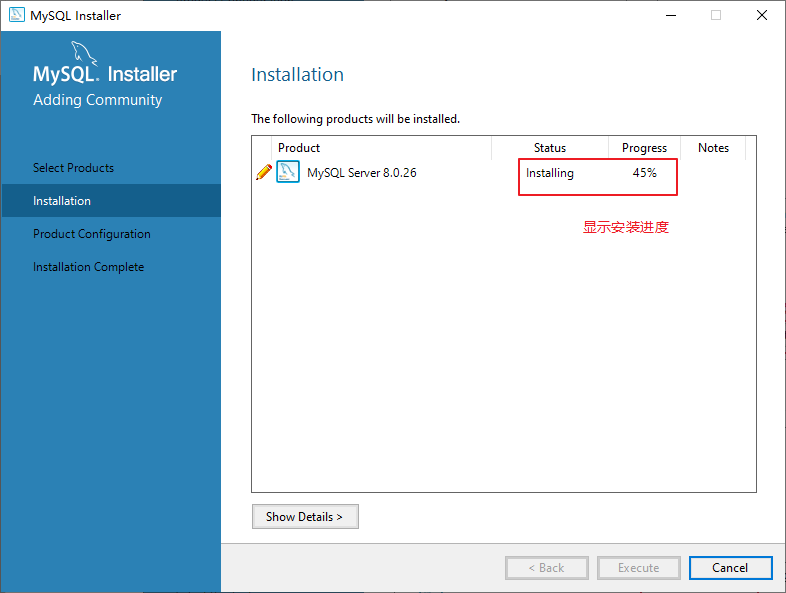 MySQL Installer
MySQL. Installer
Adding Community
Select Products
Installation
Product Configuration
Installation Complete
Installation
The following products will be installed.
Product Status Progress Notes
MySQL Server 8.0.26 Installing 45%
显示安装进度
Show Details >
< Back Execute Cancel